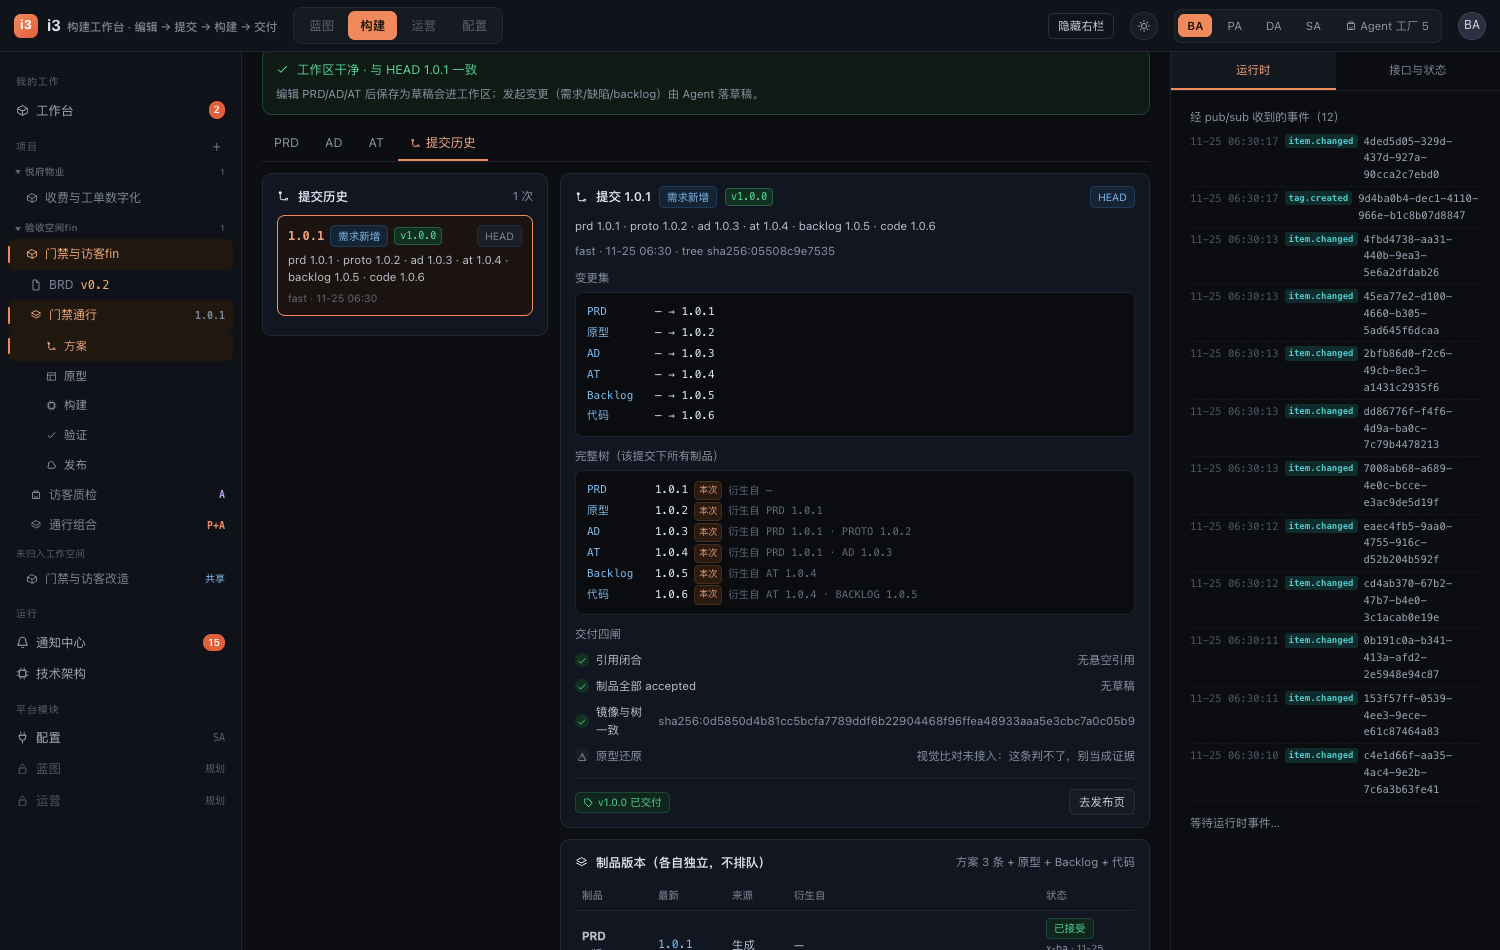 i3 i3 构建工作台 · 编辑 → 提交 → 构建 → 交付 蓝图 构建 运营 配置 隐藏右栏 BA PA DA SA Agent 工厂 5 BA
我的工作
工作台 2
项目 +
悦府物业 1
收费与工单数字化
验收空间fin 1
门禁与访客fin
BRD v0.2
门禁通行 1.0.1
方案
原型
构建
验证
发布
访客质检 A
通行组合 P+A
未归入工作空间
门禁与访客改造 共享
运行
通知中心 15
技术架构
平台模块
配置 SA
蓝图 规划
运营 规划
工作区干净 · 与 HEAD 1.0.1 一致
编辑 PRD/AD/AT 后保存为草稿会进工作区；发起变更（需求/缺陷/backlog）由 Agent 落草稿。
PRD AD AT 提交历史
提交历史 1 次
1.0.1 需求新增 v1.0.0 HEAD
prd 1.0.1 · proto 1.0.2 · ad 1.0.3 · at 1.0.4 ·
backlog 1.0.5 · code 1.0.6
fast · 11-25 06:30
提交 1.0.1 需求新增 v1.0.0 HEAD
prd 1.0.1 · proto 1.0.2 · ad 1.0.3 · at 1.0.4 · backlog 1.0.5 · code 1.0.6
fast · 11-25 06:30 · tree sha256:05508c9e7535
变更集
PRD — → 1.0.1
原型 — → 1.0.2
AD — → 1.0.3
AT — → 1.0.4
Backlog — → 1.0.5
代码 — → 1.0.6
完整树（该提交下所有制品）
PRD 1.0.1 本次 衍生自 —
原型 1.0.2 本次 衍生自 PRD 1.0.1
AD 1.0.3 本次 衍生自 PRD 1.0.1 · PROTO 1.0.2
AT 1.0.4 本次 衍生自 PRD 1.0.1 · AD 1.0.3
Backlog 1.0.5 本次 衍生自 AT 1.0.4
代码 1.0.6 本次 衍生自 AT 1.0.4 · BACKLOG 1.0.5
交付四闸
引用闭合 无悬空引用
制品全部 accepted 无草稿
镜像与树
一致 sha256:0d5850d4b81cc5bcfa7789ddf6b22904468f96ffea48933aaa5e3cbc7a0c05b9
原型还原 视觉比对未接入：这条判不了，别当成证据
v1.0.0 已交付 去发布页
制品版本（各自独立，不排队） 方案 3 条 + 原型 + Backlog + 代码
制品 最新 来源 衍生自 状态
PRD 1.0.1 生成 — 已接受
运行时 接口与状态
经 pub/sub 收到的事件（12）
11-25 06:30:17 item.changed 4ded5d05-329d-
437d-927a-
90cca2c7ebd0
11-25 06:30:17 tag.created 9d4ba0b4-dec1-4110-
966e-b1c8b07d8847
11-25 06:30:13 item.changed 4fbd4738-aa31-
440b-9ea3-
5e6a2dfdab26
11-25 06:30:13 item.changed 45ea77e2-d100-
4660-b305-
5ad645f6dcaa
11-25 06:30:13 item.changed 2bfb86d0-f2c6-
49cb-8ec3-
a1431c2935f6
11-25 06:30:13 item.changed dd86776f-f4f6-
4d9a-ba0c-
7c79b4478213
11-25 06:30:13 item.changed 7008ab68-a689-
4e0c-bcce-
e3ac9de5d19f
11-25 06:30:12 item.changed eaec4fb5-9aa0-
4755-916c-
d52b204b592f
11-25 06:30:12 item.changed cd4ab370-67b2-
47b7-b4e0-
3c1acab0e19e
11-25 06:30:11 item.changed 0b191c0a-b341-
413a-afd2-
2e5948e94c87
11-25 06:30:11 item.changed 153f57ff-0539-
4ee3-9ece-
e61c87464a83
11-25 06:30:10 item.changed c4e1d66f-aa35-
4ac4-9e2b-
7c6a3b63fe41
等待运行时事件…